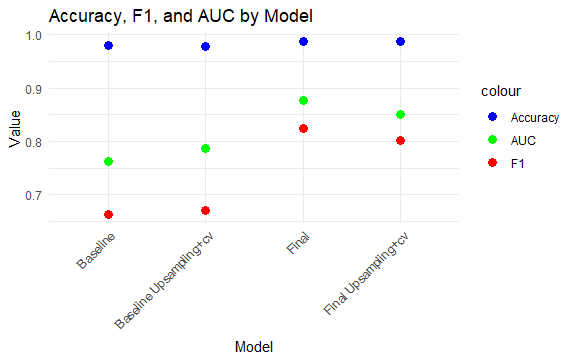 Accuracy, F1, and AUC by Model
1.0
0.9
0.8
0.7
Value
Baseline
Baseline Upsampling+cv
Final
Final Upsampling+cv
Model
colour
Accuracy
AUC
F1